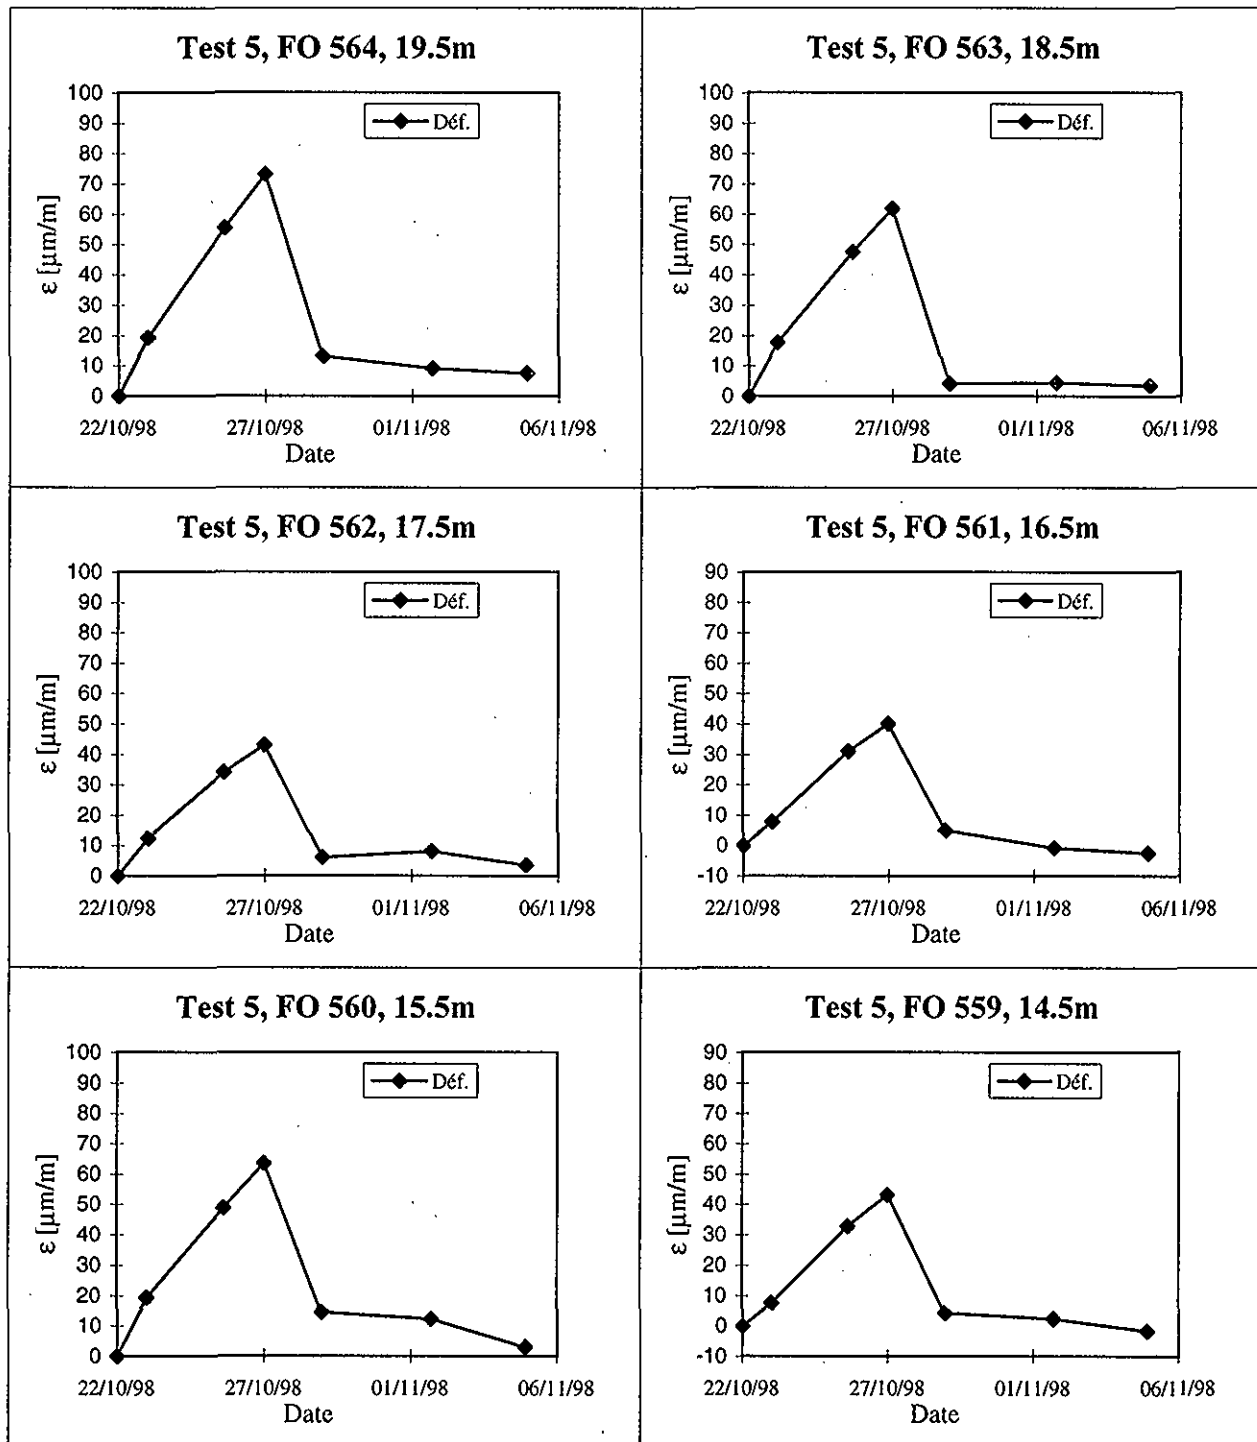 Test 5, FO 564, 19.5m
100
90
80
70
60
50
40
30
20
10
0
ε [μm/m]
Déf.
22/10/98 27/10/98 01/11/98 06/11/98
Date
Test 5, FO 563, 18.5m
100
90
80
70
60
50
40
30
20
10
0
ε [μm/m]
Déf.
22/10/98 27/10/98 01/11/98 06/11/98
Date
Test 5, FO 562, 17.5m
100
90
80
70
60
50
40
30
20
10
0
ε [μm/m]
Déf.
22/10/98 27/10/98 01/11/98 06/11/98
Date
Test 5, FO 561, 16.5m
90
80
70
60
50
40
30
20
10
0
-10
ε [μm/m]
Déf.
22/10/98 27/10/98 01/11/98 06/11/98
Date
Test 5, FO 560, 15.5m
100
90
80
70
60
50
40
30
20
10
0
ε [μm/m]
Déf.
22/10/98 27/10/98 01/11/98 06/11/98
Date
Test 5, FO 559, 14.5m
90
80
70
60
50
40
30
20
10
0
-10
ε [μm/m]
Déf.
22/10/98 27/10/98 01/11/98 06/11/98
Date